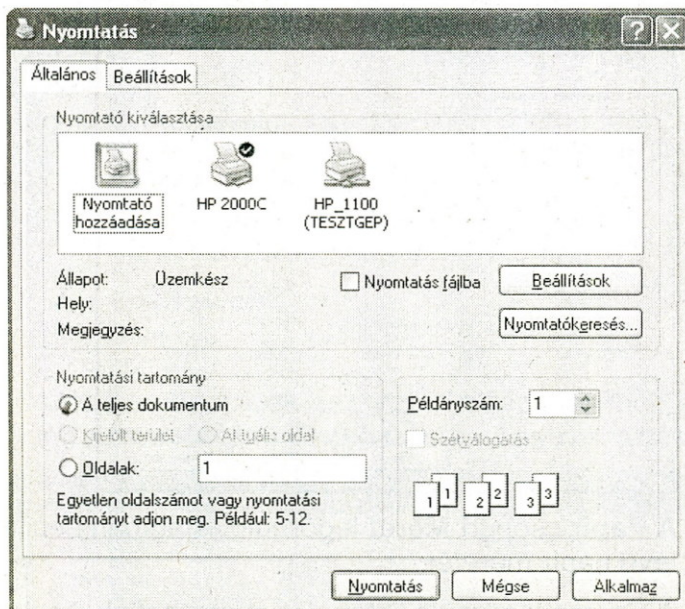 Nyomtatás
Általános Beállítások
Nyomtató kiválasztása
Nyomtató hozzáadása
HP 2000C
HP_1100 (TESZTGEP)
Állapot: Üzemkész
Hely:
Megjegyzés:
Nyomtatás fájlba
Beállítások
Nyomtatókeresés...
Nyomtatási tartomány
A teljes dokumentum
Kijelölt terület Aktuális oldal
Oldalak: 1
Egyetlen oldalszámot vagy nyomtatási
tartományt adjon meg. Például: 5-12.
Példányszám: 1
Szétválogatás
1 1 2 2 3 3
Nyomtatás Mégse Alkalmaz